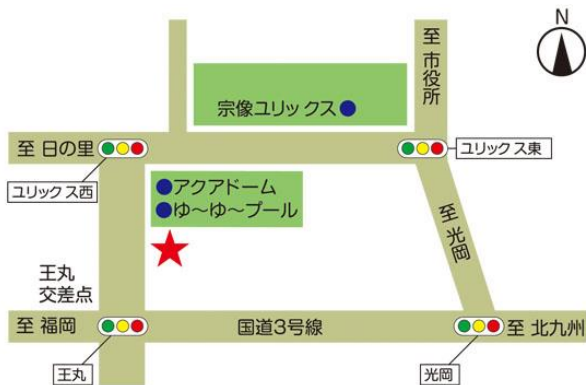 N
至 市役所
宗像ユリックス
至 日の里
ユリックス東
ユリックス西
アクアドーム
ゆ〜ゆ〜プール
至 光岡
王丸
交差点
至 福岡
国道3号線
至 北九州
王丸
光岡